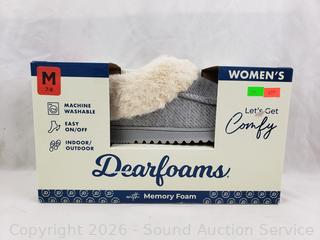 M
7-8
MACHINE
WASHABLE
EASY
ON/OFF
INDOOR/
OUTDOOR
WOMEN'S
Let's Get
Comfy
Dearfoams
with Memory Foam
© 2026 - Sound Auction Service